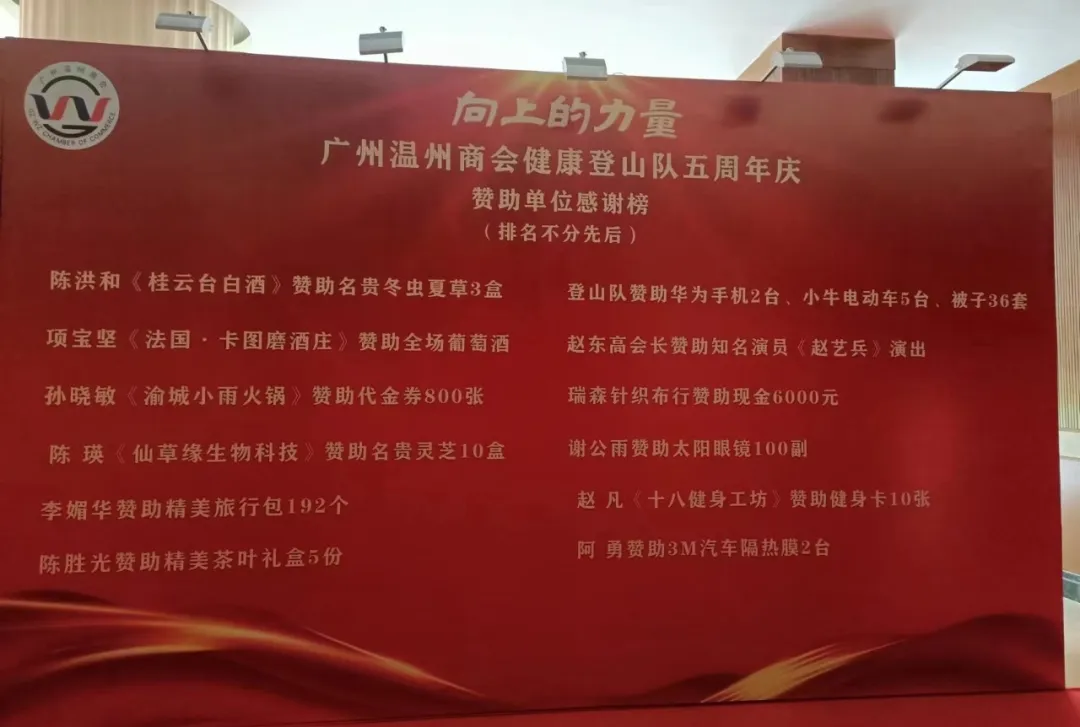 广州温州商会
GZ WZ CHAMBER OF COMMERCE
向上的力量
广州温州商会健康登山队五周年庆
赞助单位感谢榜
（排名不分先后）
陈洪和《桂云台白酒》赞助名贵冬虫夏草3盒
项宝坚《法国·卡图磨酒庄》赞助全场葡萄酒
孙晓敏《渝城小雨火锅》赞助代金券800张
陈 瑛《仙草缘生物科技》赞助名贵灵芝10盒
李媚华赞助精美旅行包192个
陈胜光赞助精美茶叶礼盒5份
登山队赞助华为手机2台、小牛电动车5台、被子36套
赵东高会长赞助知名演员《赵艺兵》演出
瑞森针织布行赞助现金6000元
谢公雨赞助太阳眼镜100副
赵 凡《十八健身工坊》赞助健身卡10张
阿 勇赞助3M汽车隔热膜2台